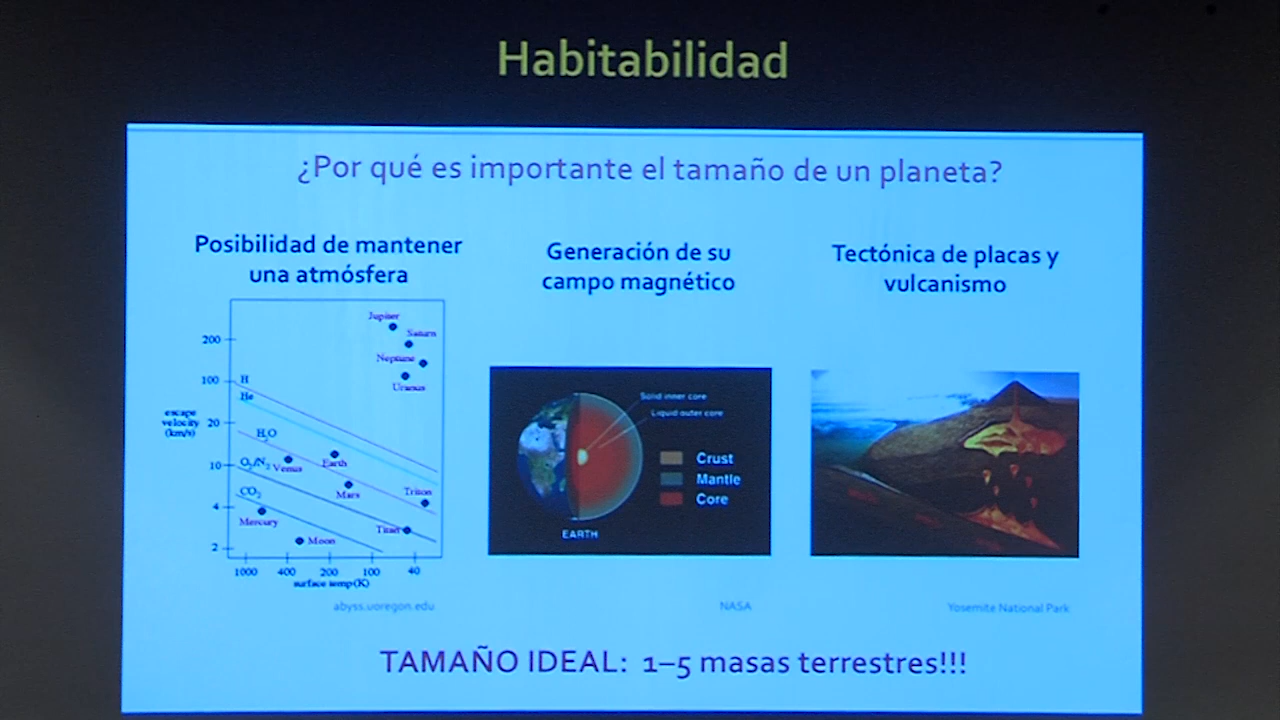 Habitabilidad
¿Por qué es importante el tamaño de un planeta?
Posibilidad de mantener
una atmósfera
Jupiter
Saturn
200
Neptune
100
H
Uranus
He
escape
velocity
(km/s)
20
H2O
10
O2/N2
Venus
Earth
CO2
Mars
Triton
4
Mercury
Titan
Moon
2
1000 400 200 100 40
surface temp(K)
abyss.uoregon.edu
Generación de su
campo magnético
Solid inner core
Liquid outer core
Crust
Mantle
Core
EARTH
NASA
Tectónica de placas y
vulcanismo
Yosemite National Park
TAMAÑO IDEAL: 1–5 masas terrestres!!!